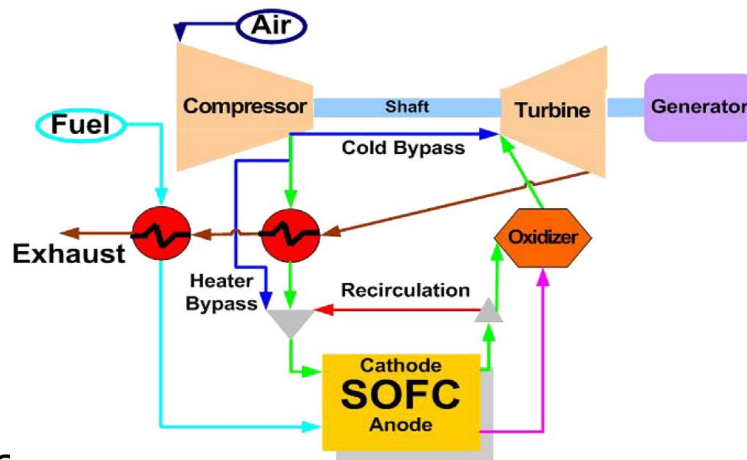 Air
Compressor
Shaft
Turbine
Generator
Fuel
Cold Bypass
Oxidizer
Exhaust
Heater
Bypass
Recirculation
Cathode
SOFC
Anode